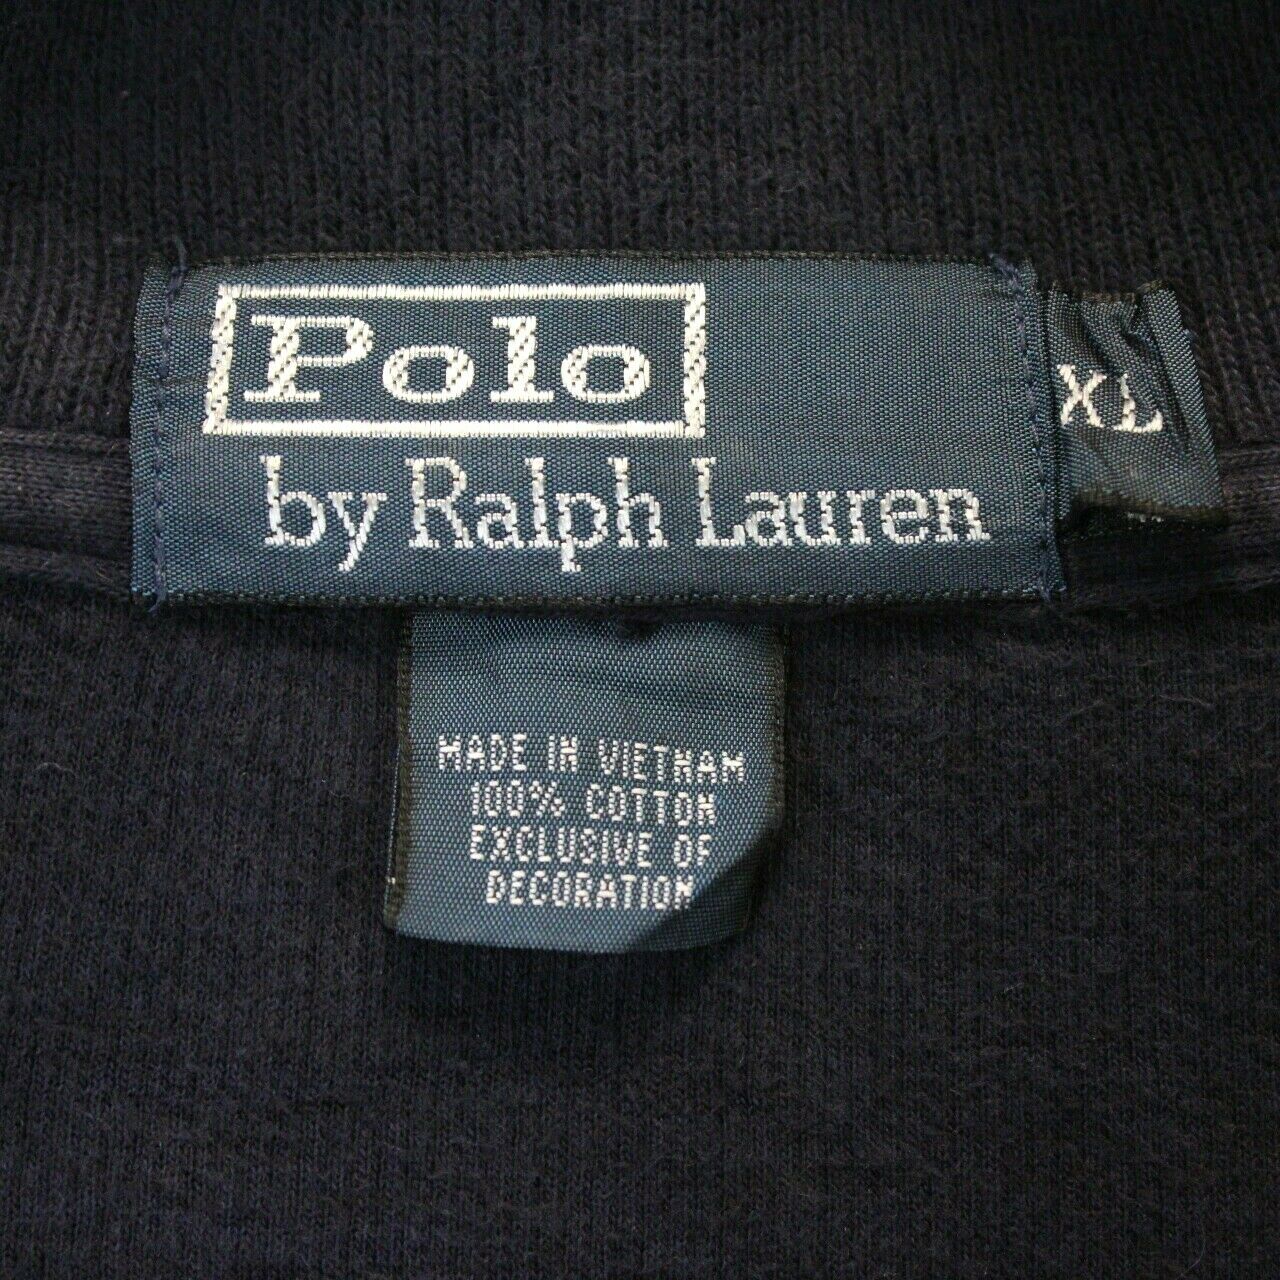 Polo
by Ralph Lauren
XL
MADE IN VIETNAM
100% COTTON
EXCLUSIVE OF
DECORATION